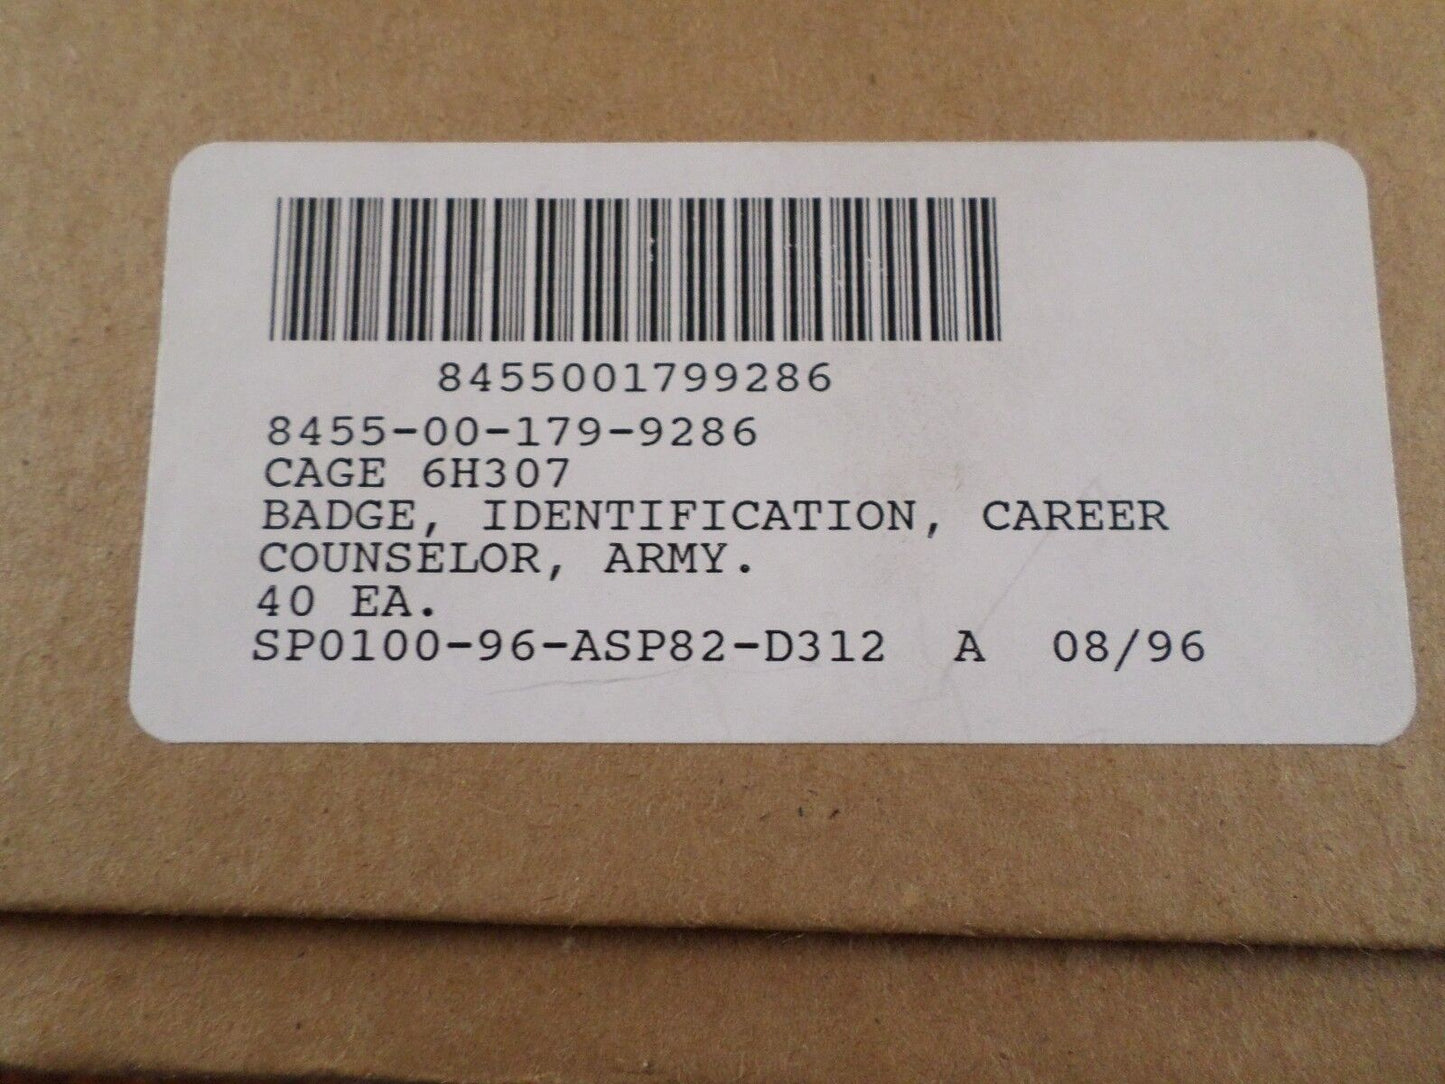 8455001799286
8455-00-179-9286
CAGE 6H307
BADGE, IDENTIFICATION, CAREER
COUNSELOR, ARMY.
40 EA.
SP0100-96-ASP82-D312 A 08/96